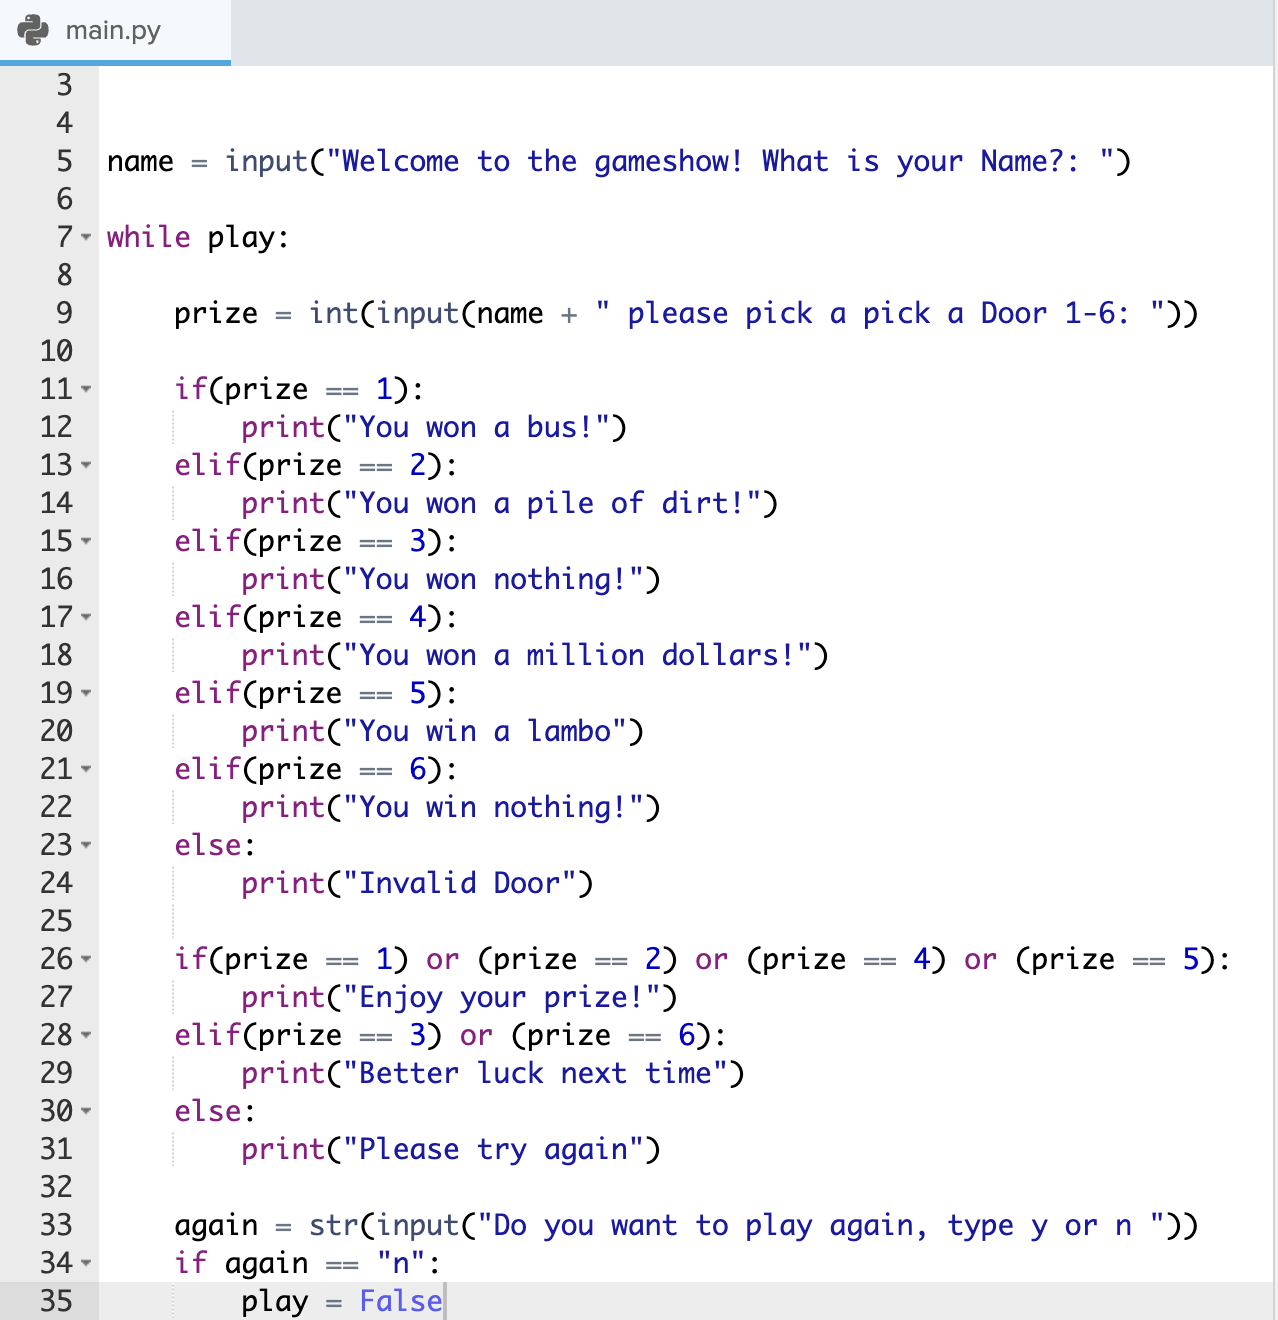 main.py
3
4
5 name = input("Welcome to the gameshow! What is your Name?: ")
6
7 while play:
8
9     prize = int(input(name + " please pick a pick a Door 1-6: "))
10
11     if(prize == 1):
12         print("You won a bus!")
13     elif(prize == 2):
14         print("You won a pile of dirt!")
15     elif(prize == 3):
16         print("You won nothing!")
17     elif(prize == 4):
18         print("You won a million dollars!")
19     elif(prize == 5):
20         print("You win a lambo")
21     elif(prize == 6):
22         print("You win nothing!")
23     else:
24         print("Invalid Door")
25
26     if(prize == 1) or (prize == 2) or (prize == 4) or (prize == 5):
27         print("Enjoy your prize!")
28     elif(prize == 3) or (prize == 6):
29         print("Better luck next time")
30     else:
31         print("Please try again")
32
33     again = str(input("Do you want to play again, type y or n "))
34     if again == "n":
35         play = False